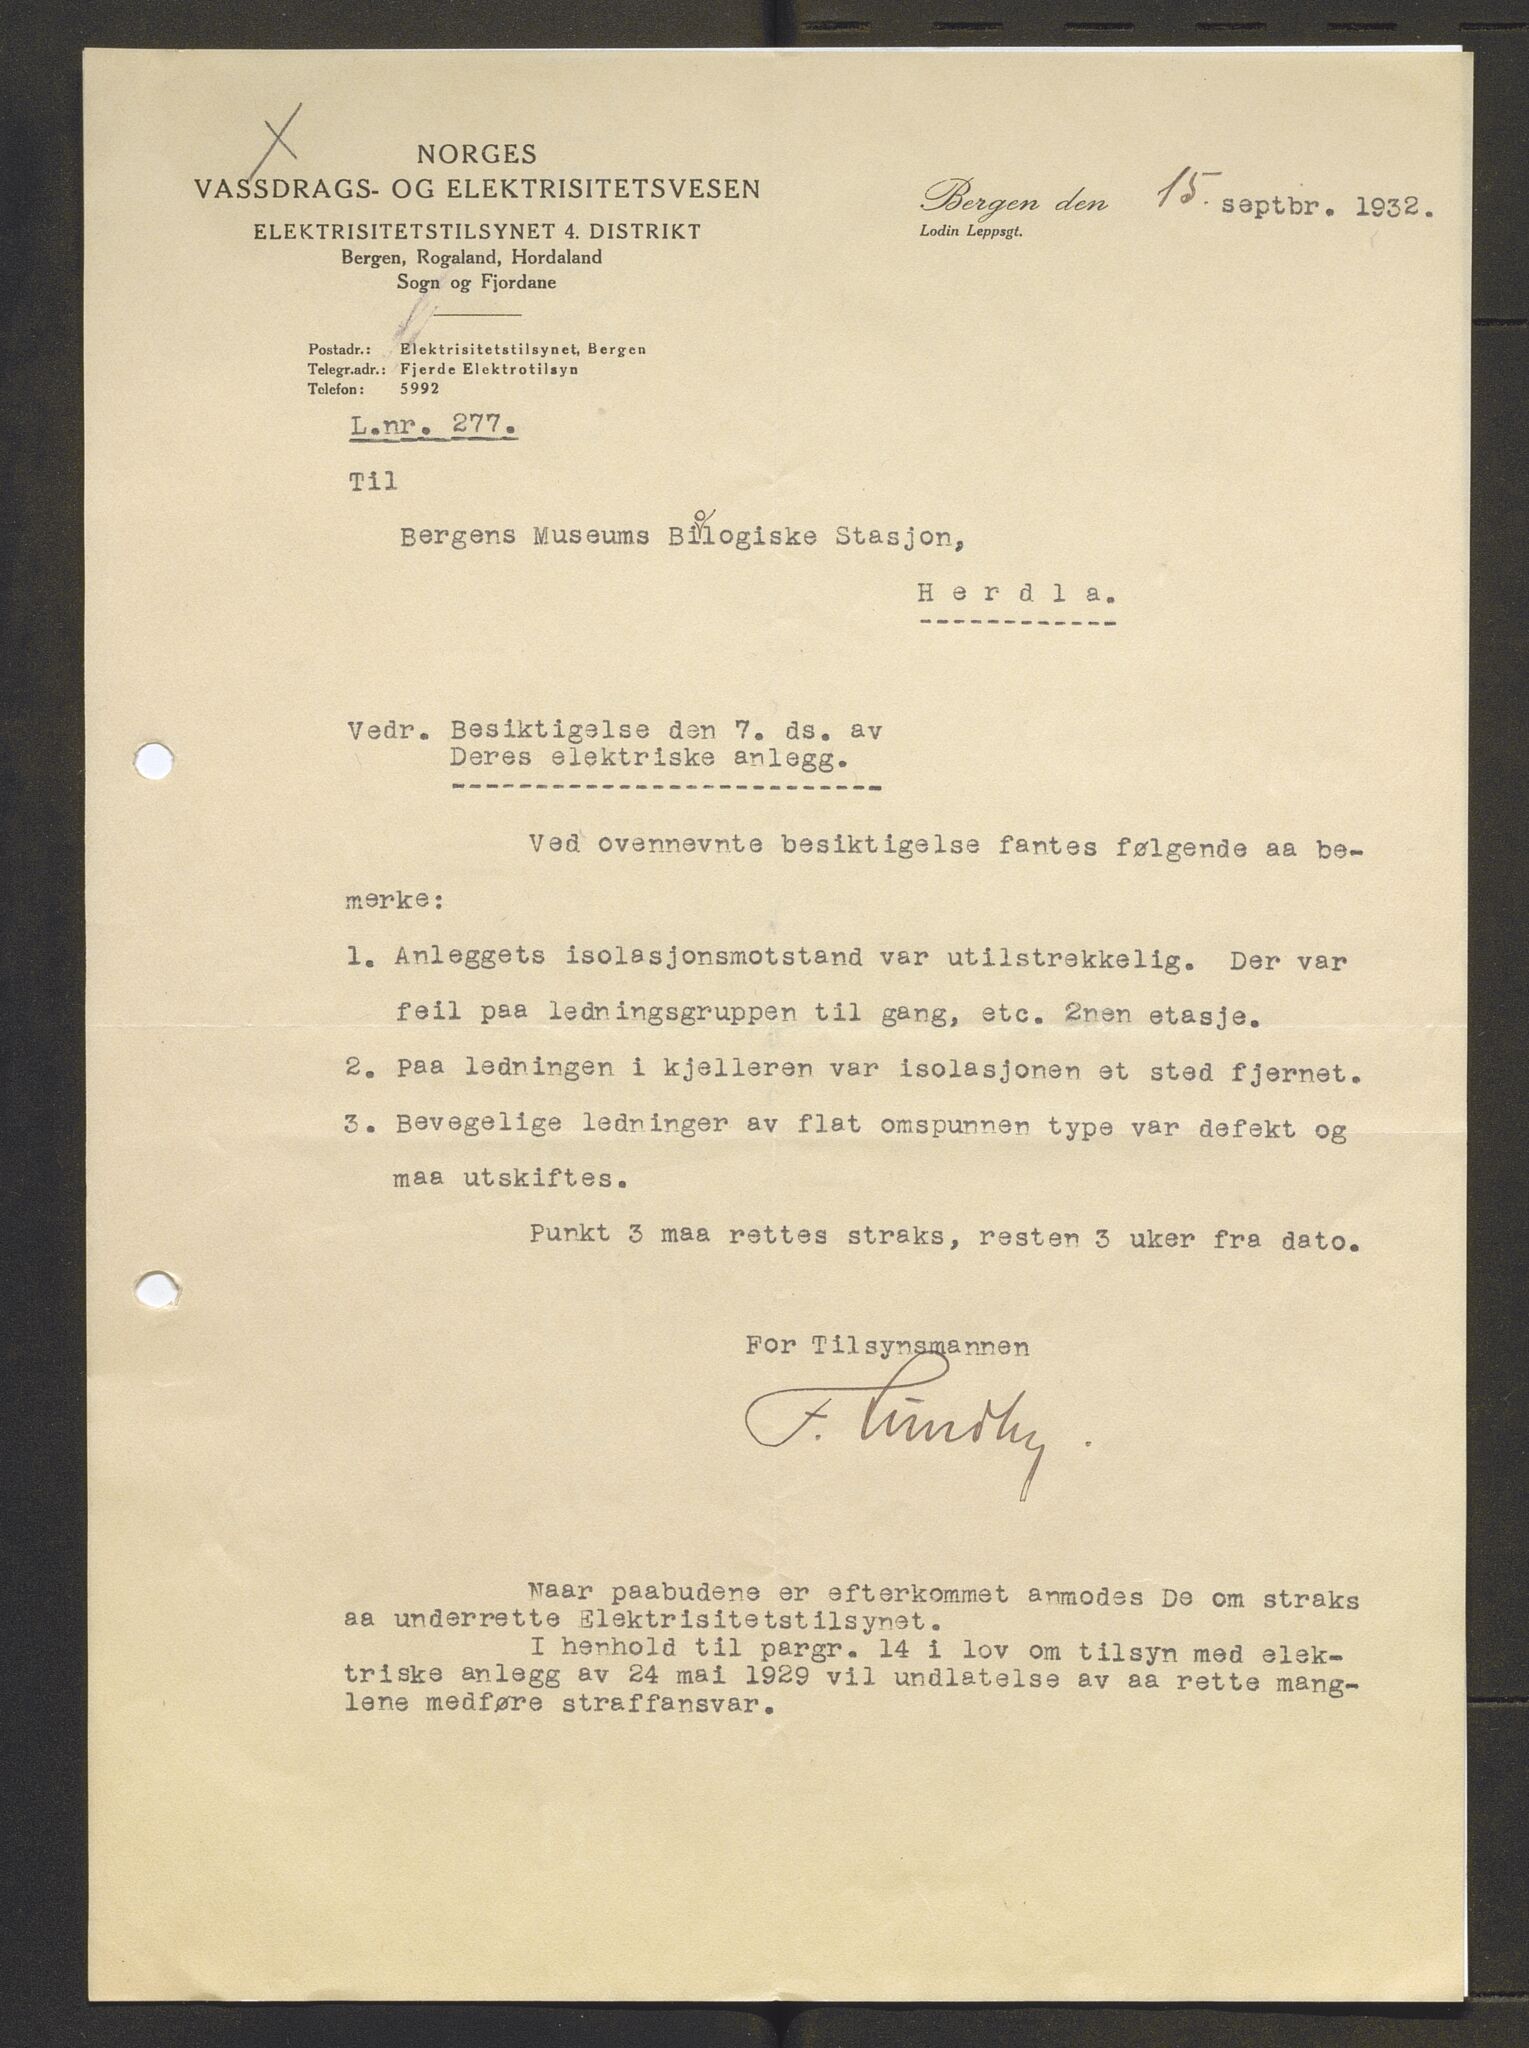 NORGES
VASSDRAGS- OG ELEKTRISITETSVESEN
ELEKTRISITETSTILSYNET 4. DISTRIKT
Bergen, Rogaland, Hordaland
Sogn og Fjordane
Bergen den 15. septbr. 1932.
Lodin Leppsgt.
Postadr.: Elektrisitetstilsynet, Bergen
Telegr.adr.: Fjerde Elektrotilsyn
Telefon: 5992
L.nr. 277.
Til
Bergens Museums Biologiske Stasjon,
Herdla.
Vedr. Besiktigelse den 7. ds. av
Deres elektriske anlegg.
Ved ovennevnte besiktigelse fantes følgende aa be-
merke:
1. Anleggets isolasjonsmotstand var utilstrekkelig. Der var
feil paa ledningsgruppen til gang, etc. 2nen etasje.
2. Paa ledningen i kjelleren var isolasjonen et sted fjernet.
3. Bevegelige ledninger av flat omspunnen type var defekt og
maa utskiftes.
Punkt 3 maa rettes straks, resten 3 uker fra dato.
For Tilsynsmannen
F. Lundby.
Naar paabudene er efterkommet anmodes De om straks
aa underrette Elektrisitetstilsynet.
I henhold til pargr. 14 i lov om tilsyn med elek-
triske anlegg av 24 mai 1929 vil undlatelse av aa rette mang-
lene medføre straffansvar.